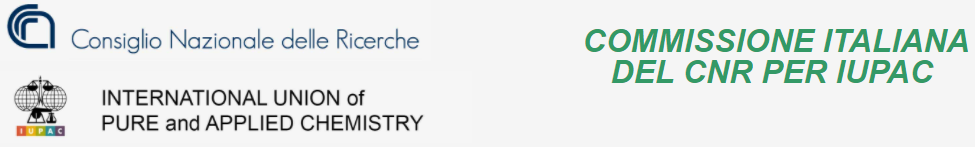 Consiglio Nazionale delle Ricerche
COMMISSIONE ITALIANA
DEL CNR PER IUPAC
IUPAC
INTERNATIONAL UNION of
PURE and APPLIED CHEMISTRY